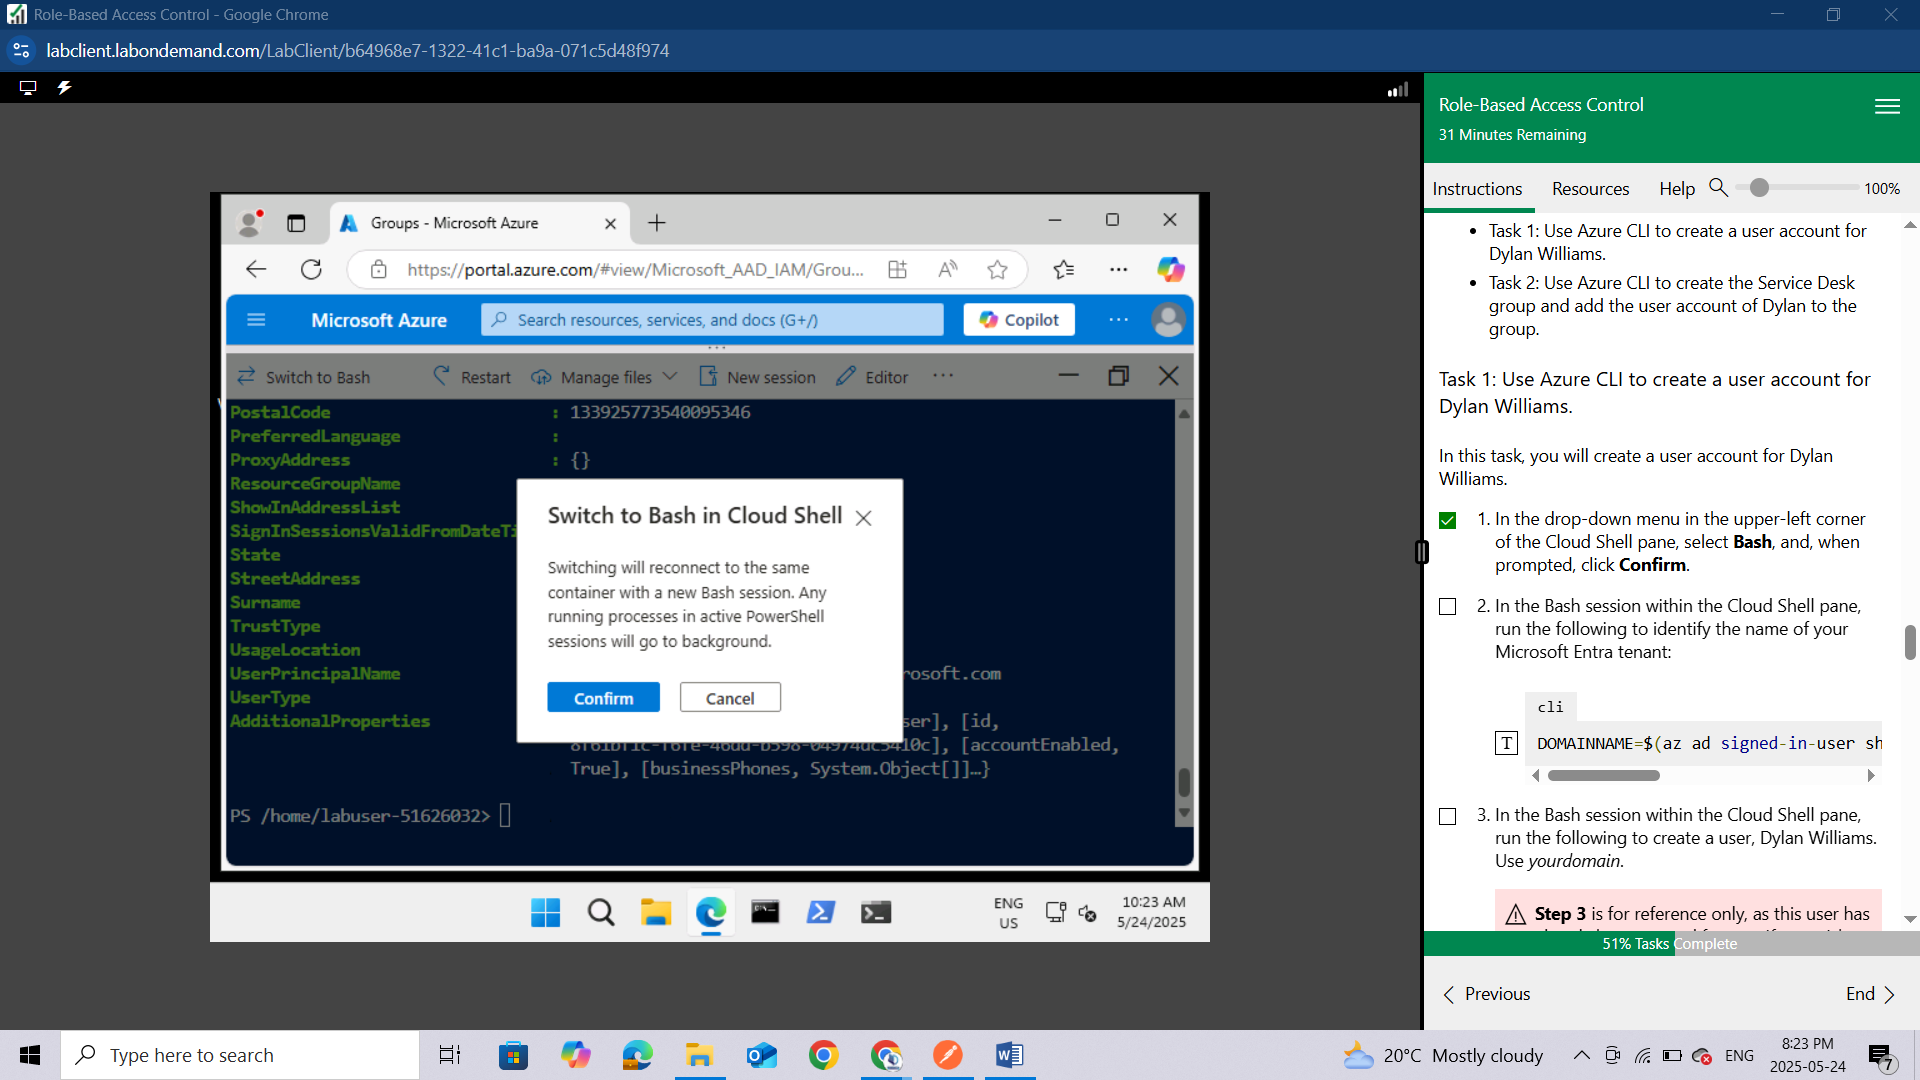 Role-Based Access Control - Google Chrome
labclient.labondemand.com/LabClient/b64968e7-1322-41c1-ba9a-071c5d48f974
Groups - Microsoft Azure
https://portal.azure.com/#view/Microsoft_AAD_IAM/Grou...
Microsoft Azure
Search resources, services, and docs (G+/)
Copilot
Switch to Bash
Restart
Manage files
New session
Editor
PostalCode : 133925773540095346
PreferredLanguage :
ProxyAddress : {}
ResourceGroupName
ShowInAddressList
SignInSessionsValidFromDateTi
State
StreetAddress
Surname
TrustType
UsageLocation
UserPrincipalName rosoft.com
UserType
AdditionalProperties ser], [id,
8f61bf1c-f6fe-46dd-b598-04974dc5410c], [accountEnabled,
True], [businessPhones, System.Object[]]…}
PS /home/labuser-51626032>
Switch to Bash in Cloud Shell
Switching will reconnect to the same
container with a new Bash session. Any
running processes in active PowerShell
sessions will go to background.
Confirm
Cancel
ENG
US
10:23 AM
5/24/2025
Role-Based Access Control
31 Minutes Remaining
Instructions
Resources
Help
100%
• Task 1: Use Azure CLI to create a user account for
Dylan Williams.
• Task 2: Use Azure CLI to create the Service Desk
group and add the user account of Dylan to the
group.
Task 1: Use Azure CLI to create a user account for
Dylan Williams.
In this task, you will create a user account for Dylan
Williams.
1. In the drop-down menu in the upper-left corner
of the Cloud Shell pane, select Bash, and, when
prompted, click Confirm.
2. In the Bash session within the Cloud Shell pane,
run the following to identify the name of your
Microsoft Entra tenant:
cli
T
DOMAINNAME=$(az ad signed-in-user sh
3. In the Bash session within the Cloud Shell pane,
run the following to create a user, Dylan Williams.
Use yourdomain.
Step 3 is for reference only, as this user has
51% Tasks Complete
Previous
End
Type here to search
20°C Mostly cloudy
ENG
8:23 PM
2025-05-24
7